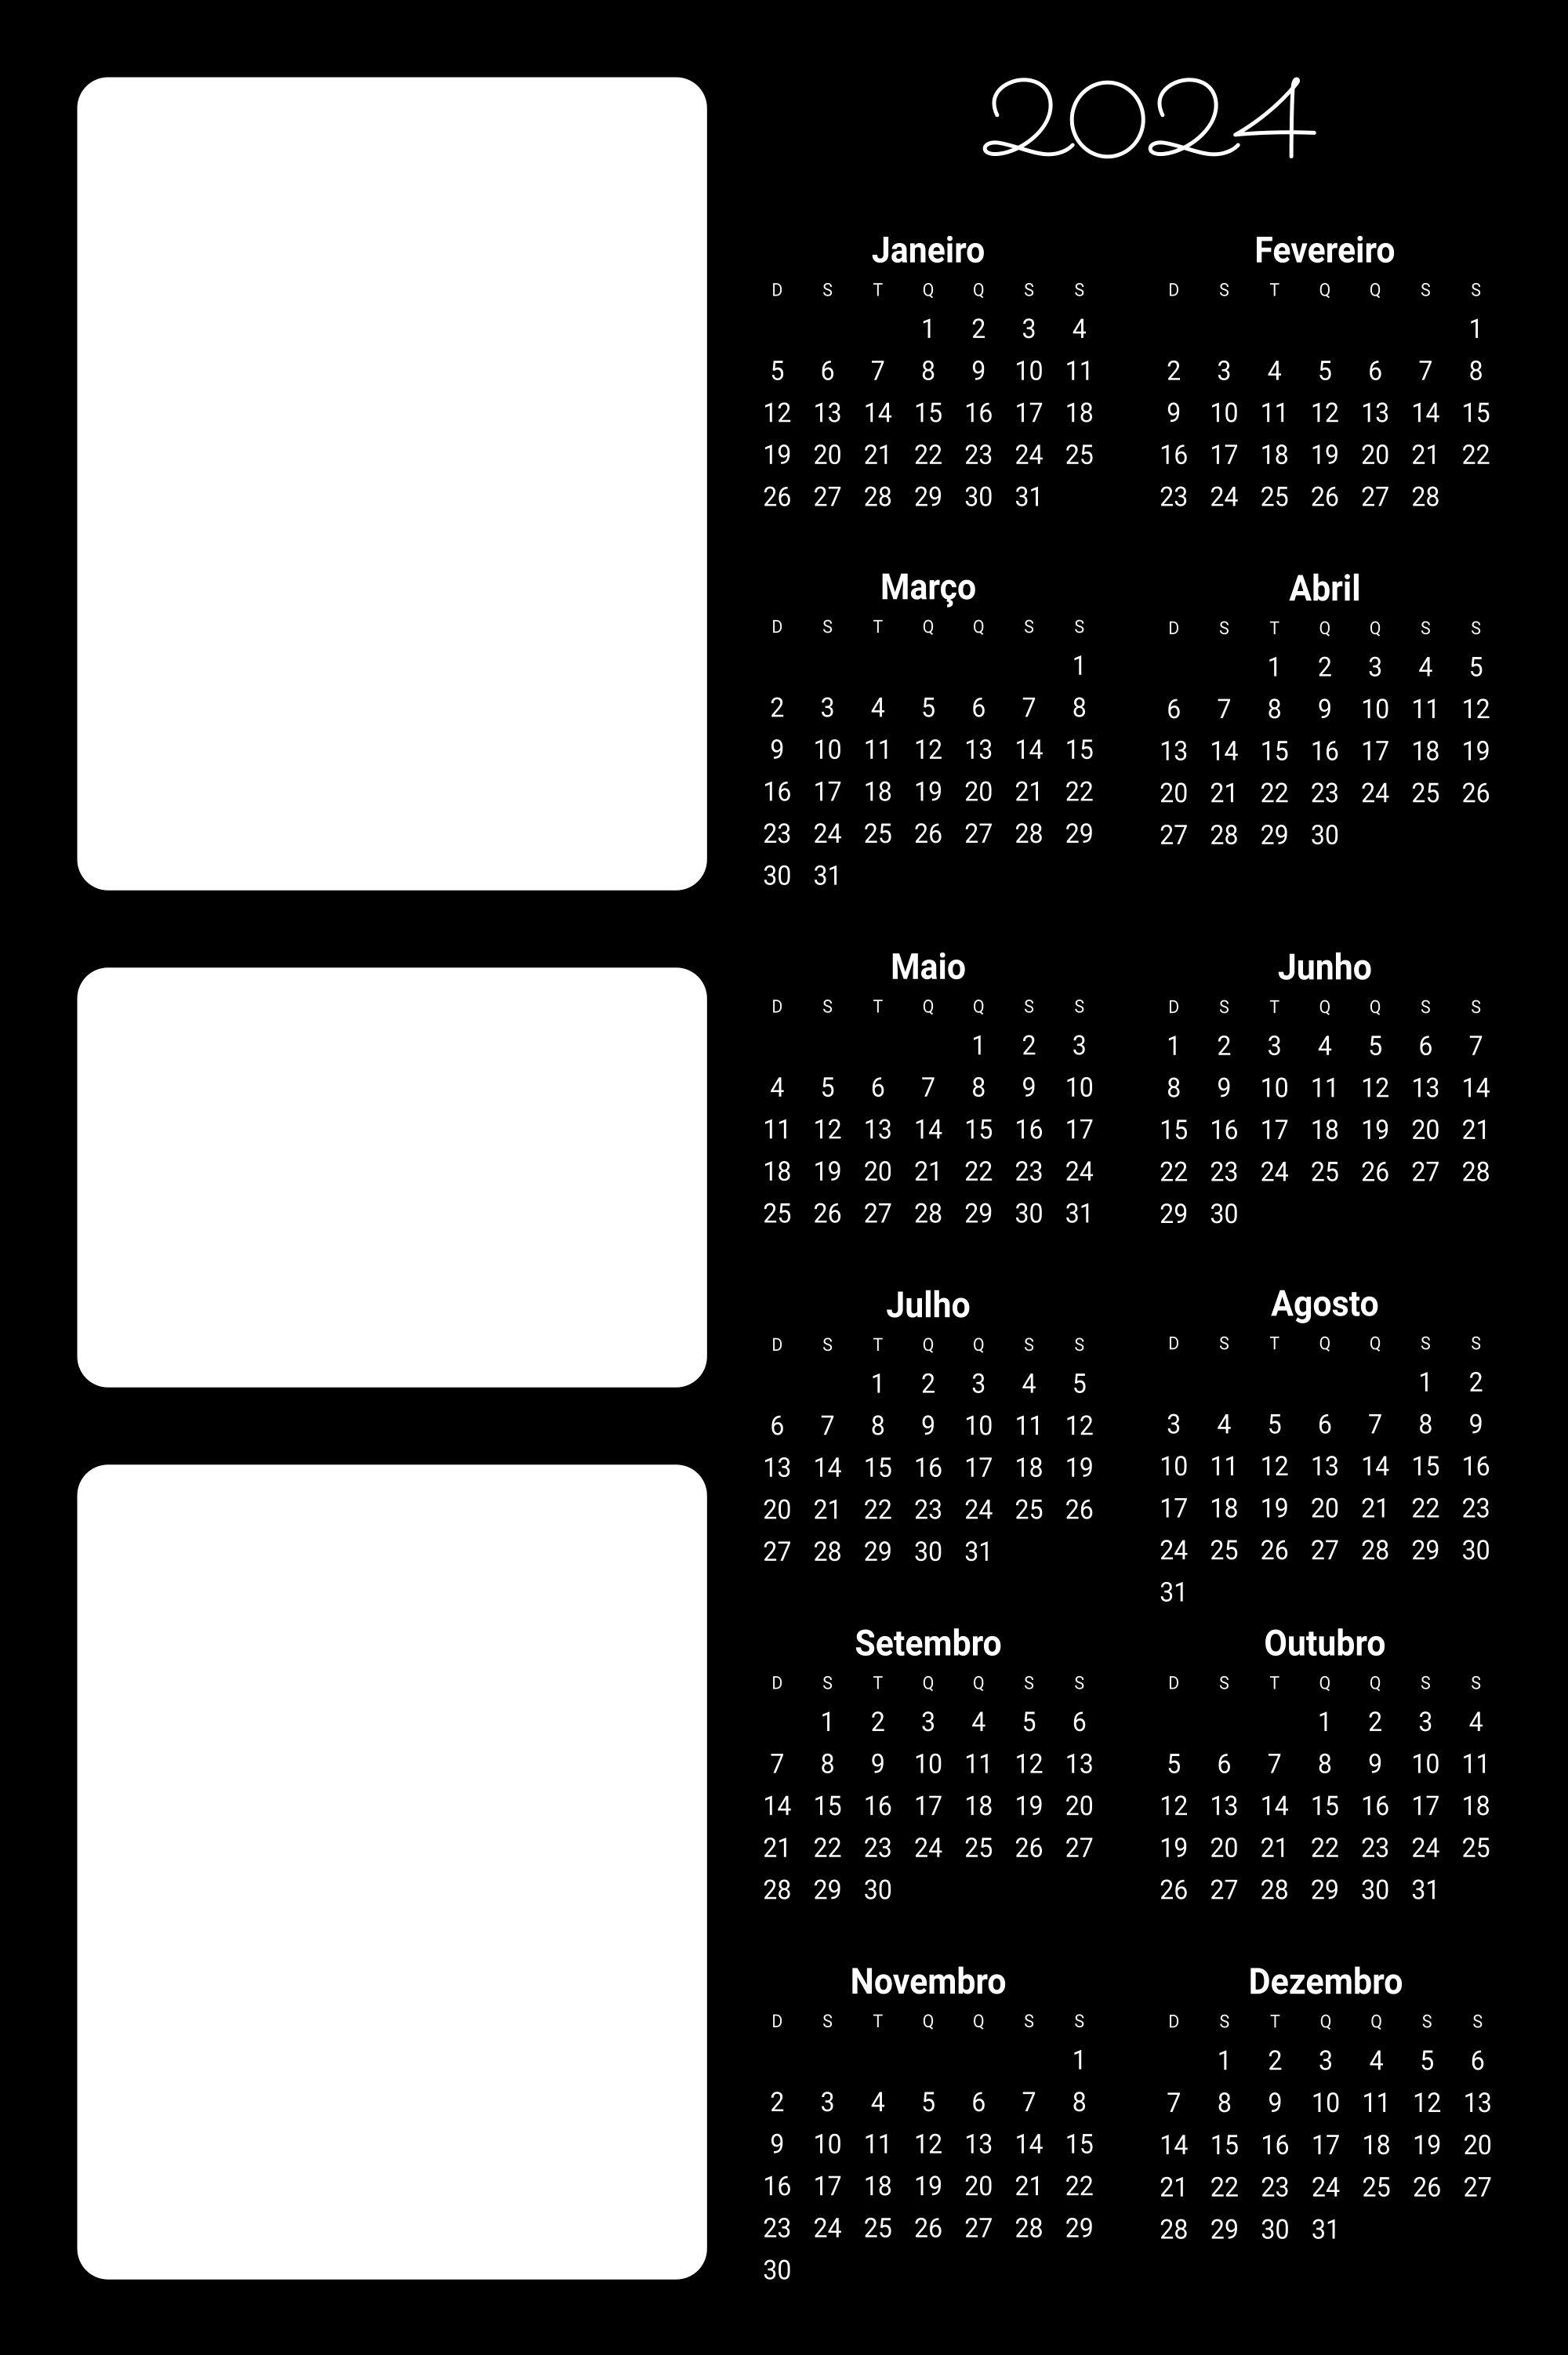 2024
Janeiro
D S T Q Q S S
1 2 3 4
5 6 7 8 9 10 11
12 13 14 15 16 17 18
19 20 21 22 23 24 25
26 27 28 29 30 31
Fevereiro
D S T Q Q S S
1
2 3 4 5 6 7 8
9 10 11 12 13 14 15
16 17 18 19 20 21 22
23 24 25 26 27 28
Março
D S T Q Q S S
1
2 3 4 5 6 7 8
9 10 11 12 13 14 15
16 17 18 19 20 21 22
23 24 25 26 27 28 29
30 31
Abril
D S T Q Q S S
1 2 3 4 5
6 7 8 9 10 11 12
13 14 15 16 17 18 19
20 21 22 23 24 25 26
27 28 29 30
Maio
D S T Q Q S S
1 2 3
4 5 6 7 8 9 10
11 12 13 14 15 16 17
18 19 20 21 22 23 24
25 26 27 28 29 30 31
Junho
D S T Q Q S S
1 2 3 4 5 6 7
8 9 10 11 12 13 14
15 16 17 18 19 20 21
22 23 24 25 26 27 28
29 30
Julho
D S T Q Q S S
1 2 3 4 5
6 7 8 9 10 11 12
13 14 15 16 17 18 19
20 21 22 23 24 25 26
27 28 29 30 31
Agosto
D S T Q Q S S
1 2
3 4 5 6 7 8 9
10 11 12 13 14 15 16
17 18 19 20 21 22 23
24 25 26 27 28 29 30
31
Setembro
D S T Q Q S S
1 2 3 4 5 6
7 8 9 10 11 12 13
14 15 16 17 18 19 20
21 22 23 24 25 26 27
28 29 30
Outubro
D S T Q Q S S
1 2 3 4
5 6 7 8 9 10 11
12 13 14 15 16 17 18
19 20 21 22 23 24 25
26 27 28 29 30 31
Novembro
D S T Q Q S S
1
2 3 4 5 6 7 8
9 10 11 12 13 14 15
16 17 18 19 20 21 22
23 24 25 26 27 28 29
30
Dezembro
D S T Q Q S S
1 2 3 4 5 6
7 8 9 10 11 12 13
14 15 16 17 18 19 20
21 22 23 24 25 26 27
28 29 30 31